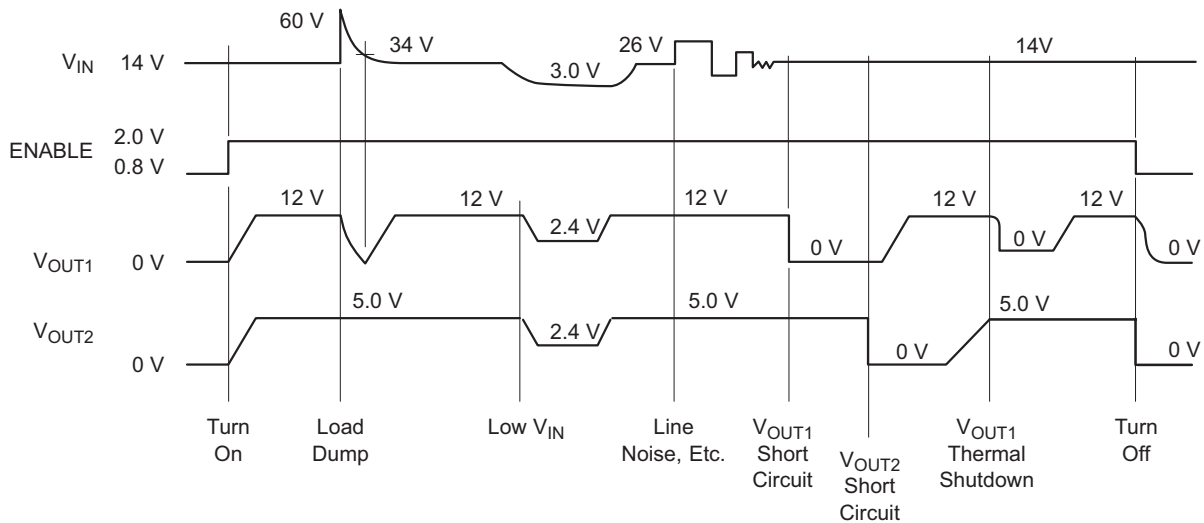 60 V
34 V
26 V
14V
V_IN 14 V
3.0 V
2.0 V
ENABLE
0.8 V
12 V 12 V 12 V 12 V 12 V
2.4 V
0 V 0 V 0 V
V_OUT1 0 V
5.0 V 5.0 V 5.0 V
V_OUT2
2.4 V
0 V 0 V
0 V
Turn On
Load Dump
Low V_IN
Line Noise, Etc.
V_OUT1 Short Circuit
V_OUT2 Short Circuit
V_OUT1 Thermal Shutdown
Turn Off